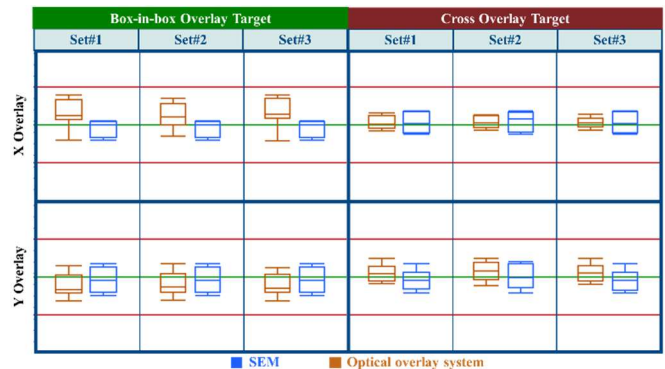 Box-in-box Overlay Target Cross Overlay Target
Set#1 Set#2 Set#3 Set#1 Set#2 Set#3
X Overlay
Y Overlay
SEM Optical overlay system